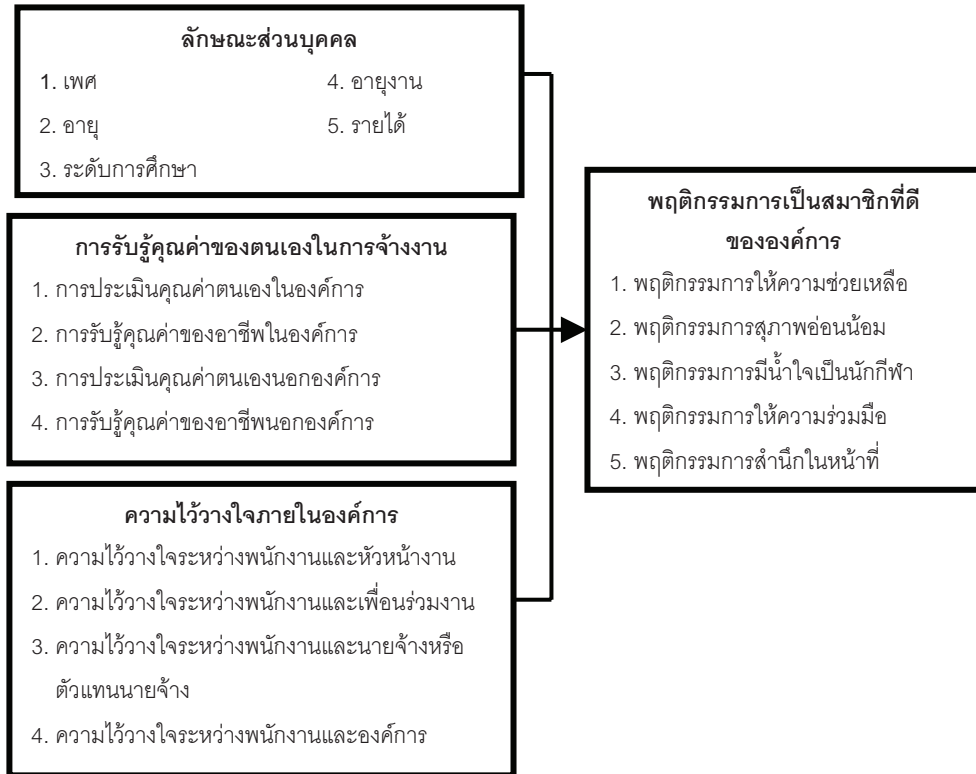 ลักษณะส่วนบุคคล
1. เพศ
4. อายุงาน
2. อายุ
5. รายได้
3. ระดับการศึกษา
การรับรู้คุณค่าของตนเองในการจ้างงาน
1. การประเมินคุณค่าตนเองในองค์การ
2. การรับรู้คุณค่าของอาชีพในองค์การ
3. การประเมินคุณค่าตนเองนอกองค์การ
4. การรับรู้คุณค่าของอาชีพนอกองค์การ
ความไว้วางใจภายในองค์การ
1. ความไว้วางใจระหว่างพนักงานและหัวหน้างาน
2. ความไว้วางใจระหว่างพนักงานและเพื่อนร่วมงาน
3. ความไว้วางใจระหว่างพนักงานและนายจ้างหรือ
ตัวแทนนายจ้าง
4. ความไว้วางใจระหว่างพนักงานและองค์การ
พฤติกรรมการเป็นสมาชิกที่ดี
ขององค์การ
1. พฤติกรรมการให้ความช่วยเหลือ
2. พฤติกรรมการสุภาพอ่อนน้อม
3. พฤติกรรมการมีน้ำใจเป็นนักกีฬา
4. พฤติกรรมการให้ความร่วมมือ
5. พฤติกรรมการสำนึกในหน้าที่